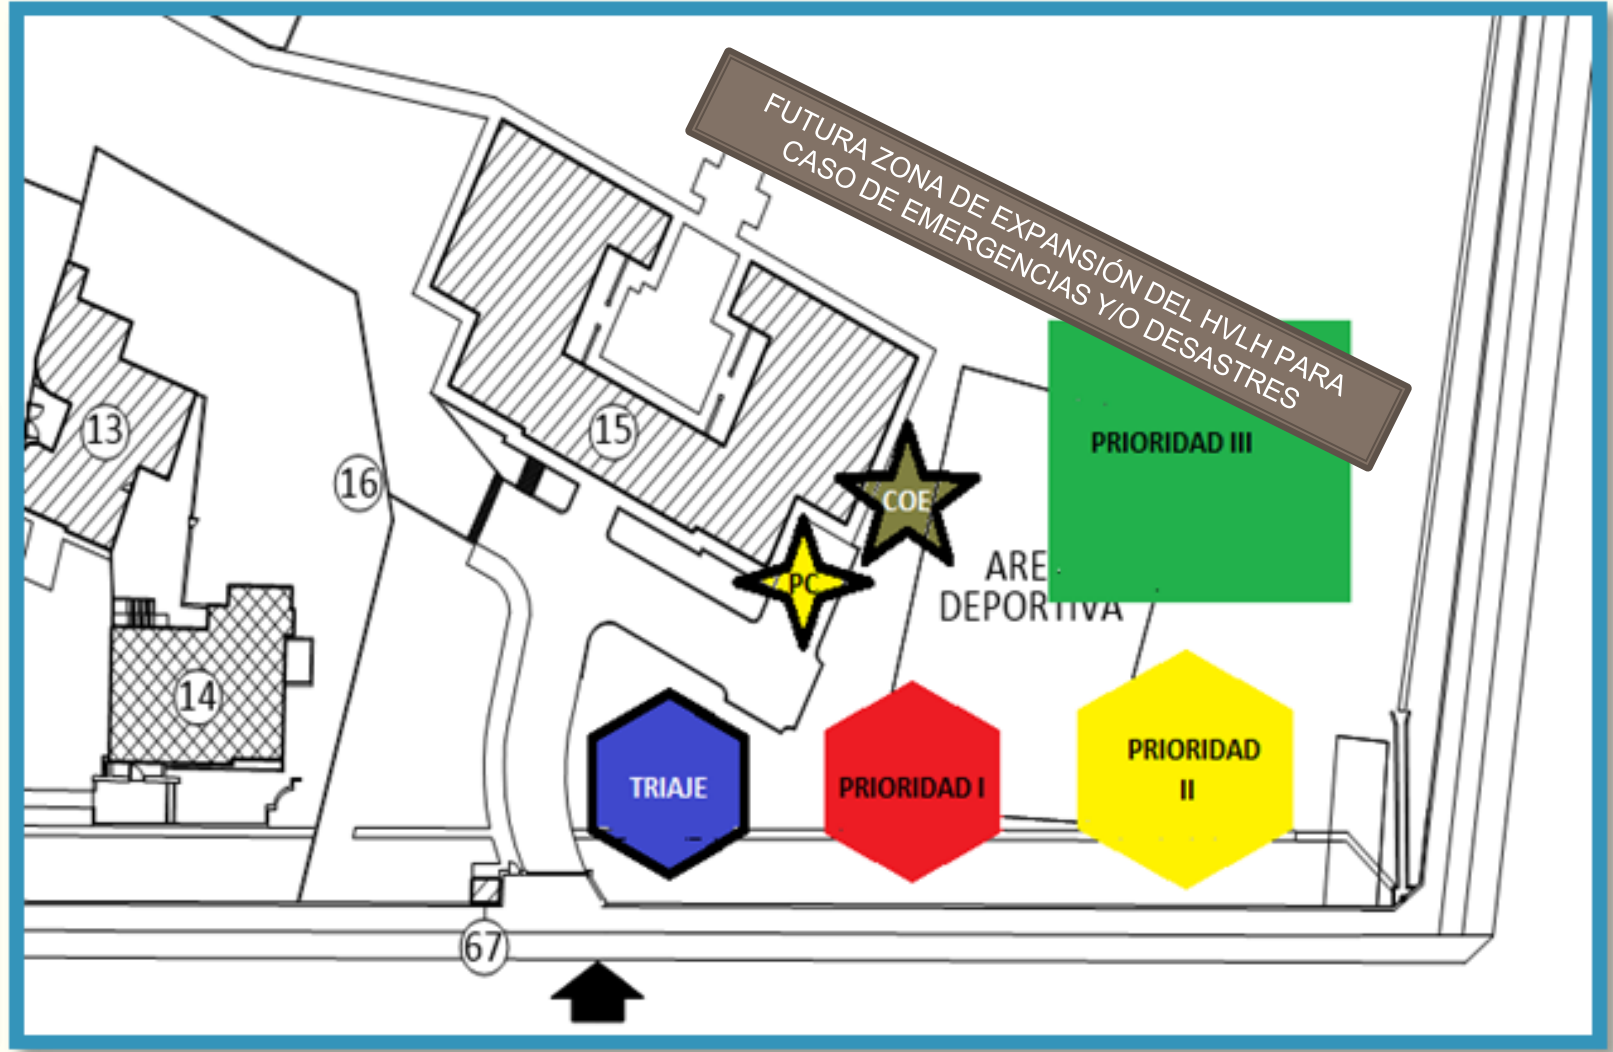 FUTURA ZONA DE EXPANSIÓN DEL HVLH PARA
CASO DE EMERGENCIAS Y/O DESASTRES
PRIORIDAD III
13
15
16
COE
ARE
DEPORTIVA
PC
14
TRIAJE
PRIORIDAD I
PRIORIDAD
II
67